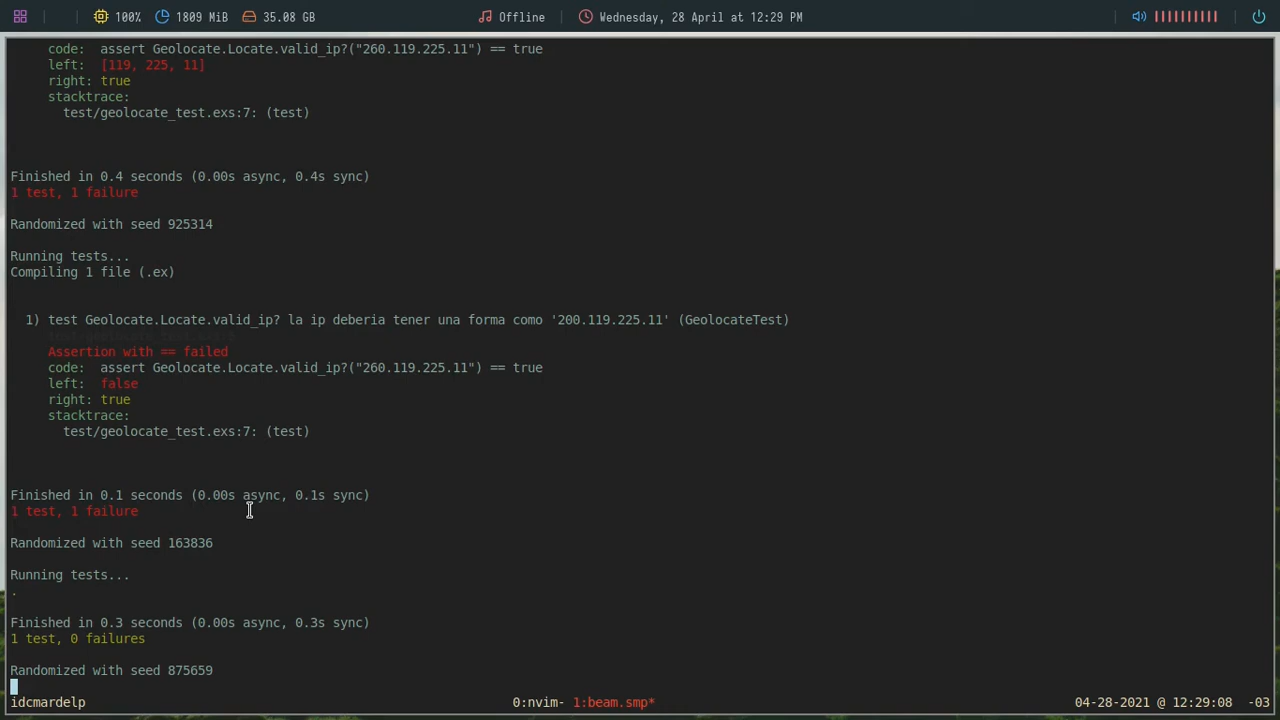 100% 1809 MiB 35.08 GB Offline Wednesday, 28 April at 12:29 PM
code: assert Geolocate.Locate.valid_ip?("260.119.225.11") == true
left: [119, 225, 11]
right: true
stacktrace:
test/geolocate_test.exs:7: (test)
Finished in 0.4 seconds (0.00s async, 0.4s sync)
1 test, 1 failure
Randomized with seed 925314
Running tests...
Compiling 1 file (.ex)
1) test Geolocate.Locate.valid_ip? la ip deberia tener una forma como '200.119.225.11' (GeolocateTest)
Assertion with == failed
code: assert Geolocate.Locate.valid_ip?("260.119.225.11") == true
left: false
right: true
stacktrace:
test/geolocate_test.exs:7: (test)
Finished in 0.1 seconds (0.00s async, 0.1s sync)
1 test, 1 failure
Randomized with seed 163836
Running tests...
.
Finished in 0.3 seconds (0.00s async, 0.3s sync)
1 test, 0 failures
Randomized with seed 875659
idcmardelp 0:nvim- 1:beam.smp* 04-28-2021 @ 12:29:08 -03